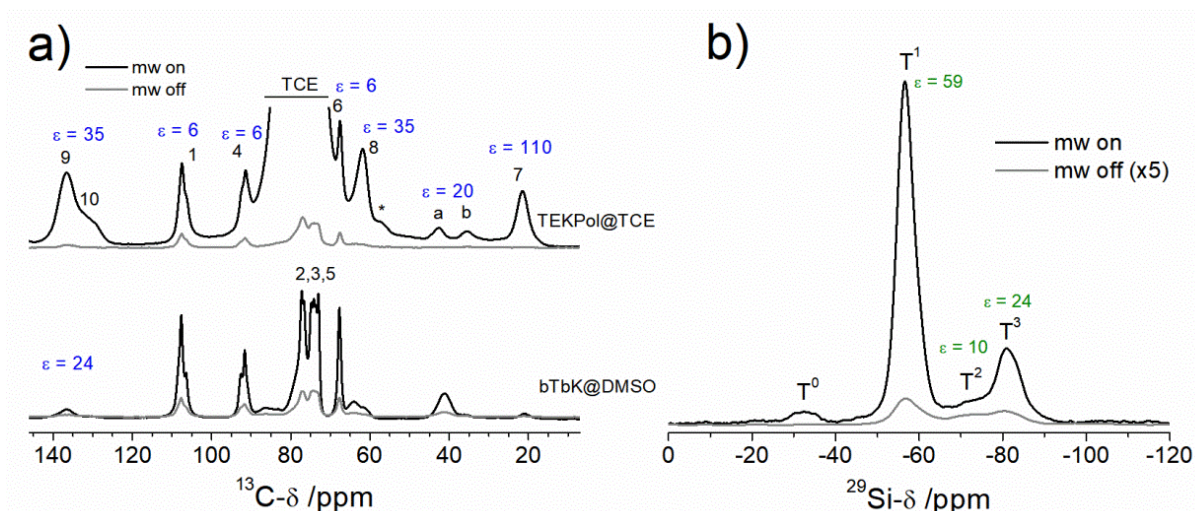 a)
mw on
mw off
TCE
ε = 6
ε = 35
ε = 6
ε = 6
ε = 35
ε = 110
9
10
1
4
6
8
*
ε = 20
a
b
7
TEKPol@TCE
2,3,5
ε = 24
bTbK@DMSO
140 120 100 80 60 40 20
¹³C-δ /ppm
b)
T¹
ε = 59
mw on
mw off (x5)
ε = 24
ε = 10
T³
T²
T⁰
0 -20 -40 -60 -80 -100 -120
²⁹Si-δ /ppm